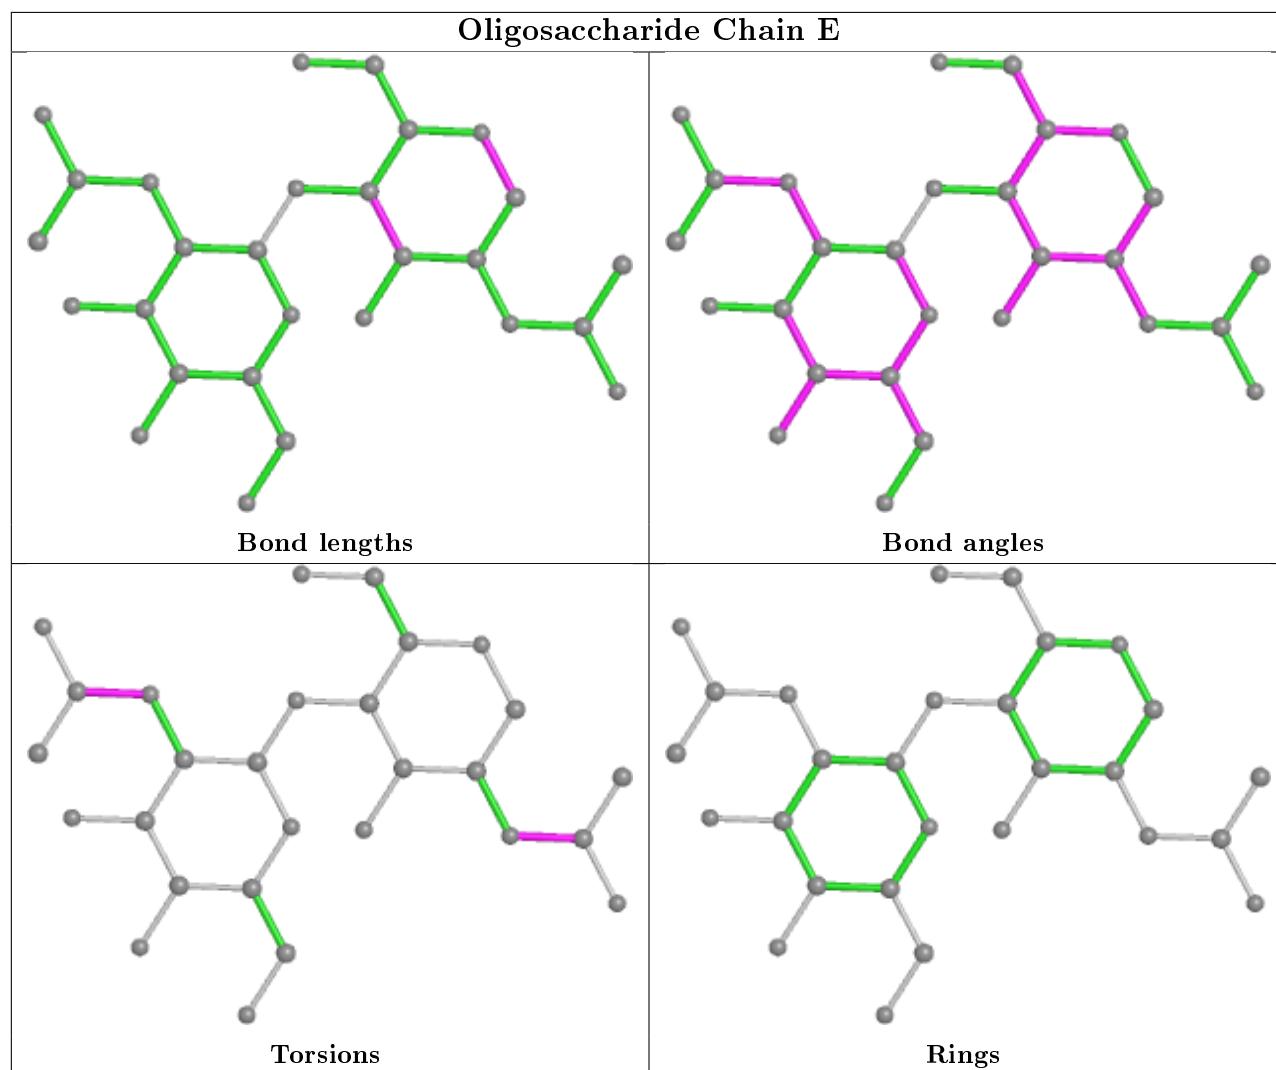 Oligosaccharide Chain E
Bond lengths
Bond angles
Torsions
Rings